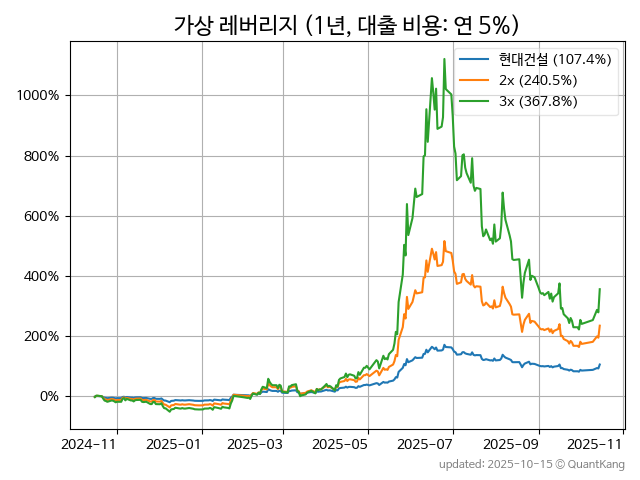 가상 레버리지 (1년, 대출 비용: 연 5%)
현대건설 (107.4%)
2x (240.5%)
3x (367.8%)
1000%
800%
600%
400%
200%
0%
2024-11 2025-01 2025-03 2025-05 2025-07 2025-09 2025-11
updated: 2025-10-15 © QuantKang